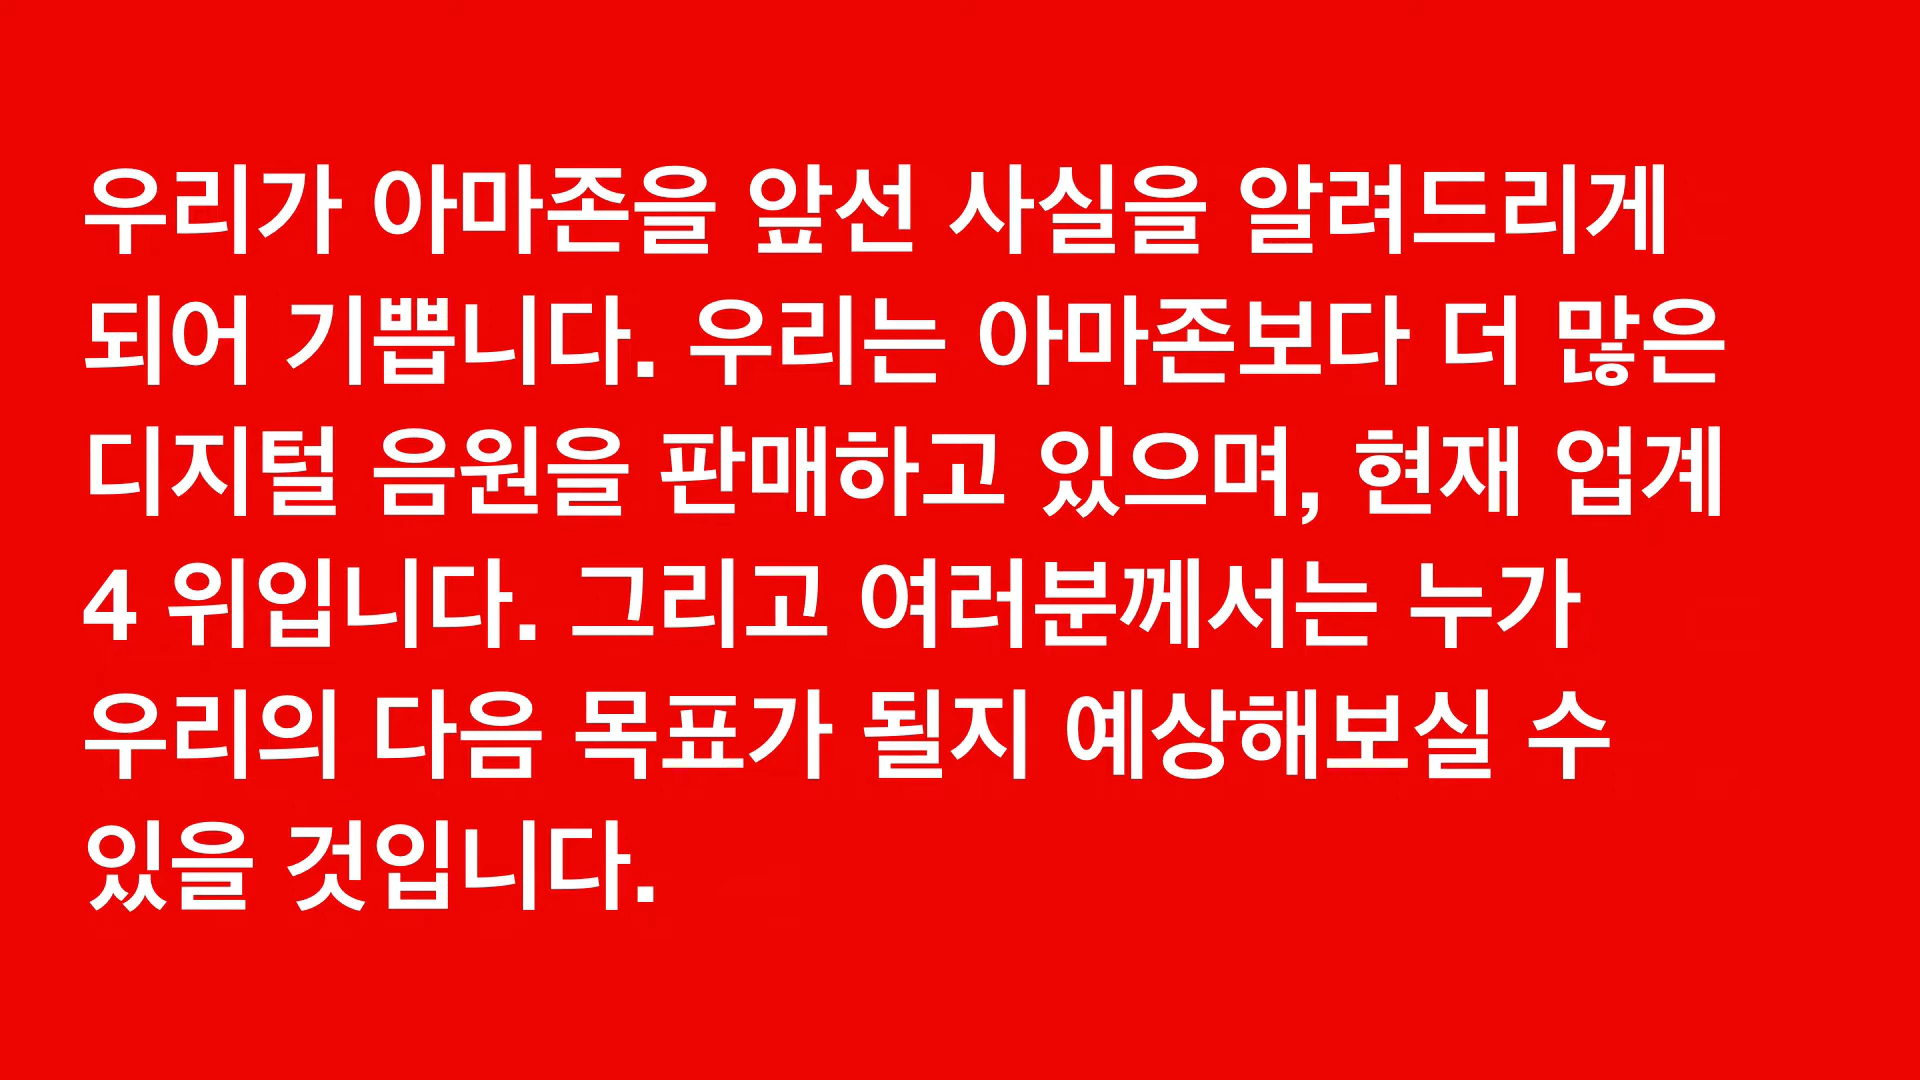 우리가 아마존을 앞선 사실을 알려드리게
되어 기쁩니다. 우리는 아마존보다 더 많은
디지털 음원을 판매하고 있으며, 현재 업계
4 위입니다. 그리고 여러분께서는 누가
우리의 다음 목표가 될지 예상해보실 수
있을 것입니다.